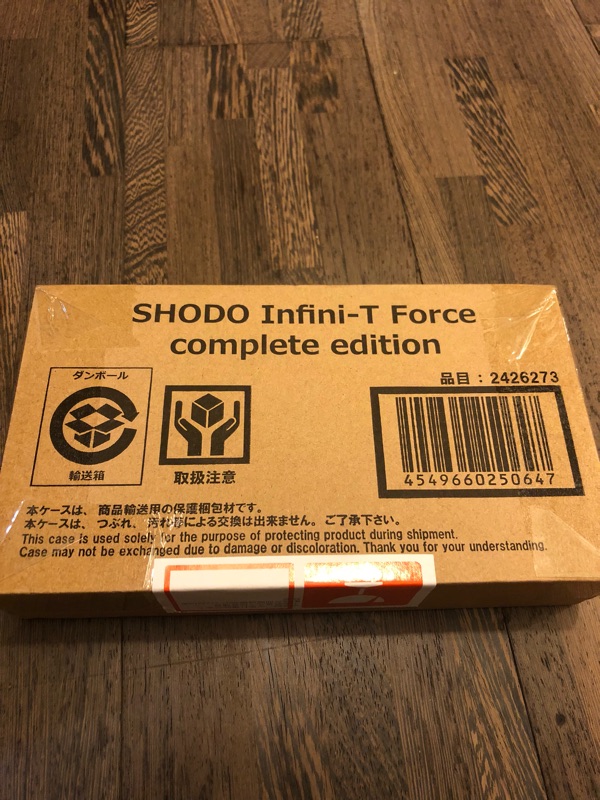 SHODO Infini-T Force
complete edition
品目：2426273
ダンボール
輸送箱
取扱注意
4549660250647
本ケースは、商品輸送用の保護梱包材です。
本ケースは、つぶれ、汚れ等による交換は出来ません。ご了承下さい。
This case is used solely for the purpose of protecting product during shipment.
Case may not be exchanged due to damage or discoloration. Thank you for your understanding.